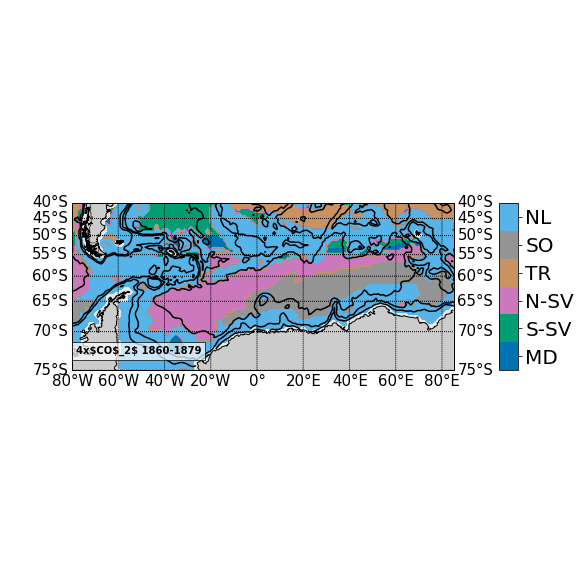 40°S 40°S
45°S 45°S NL
50°S 50°S
55°S 55°S SO
60°S 60°S TR
65°S 65°S N-SV
70°S 70°S S-SV
4x$CO$_2$ 1860-1879 MD
75°S 75°S
80°W 60°W 40°W 20°W 0° 20°E 40°E 60°E 80°E